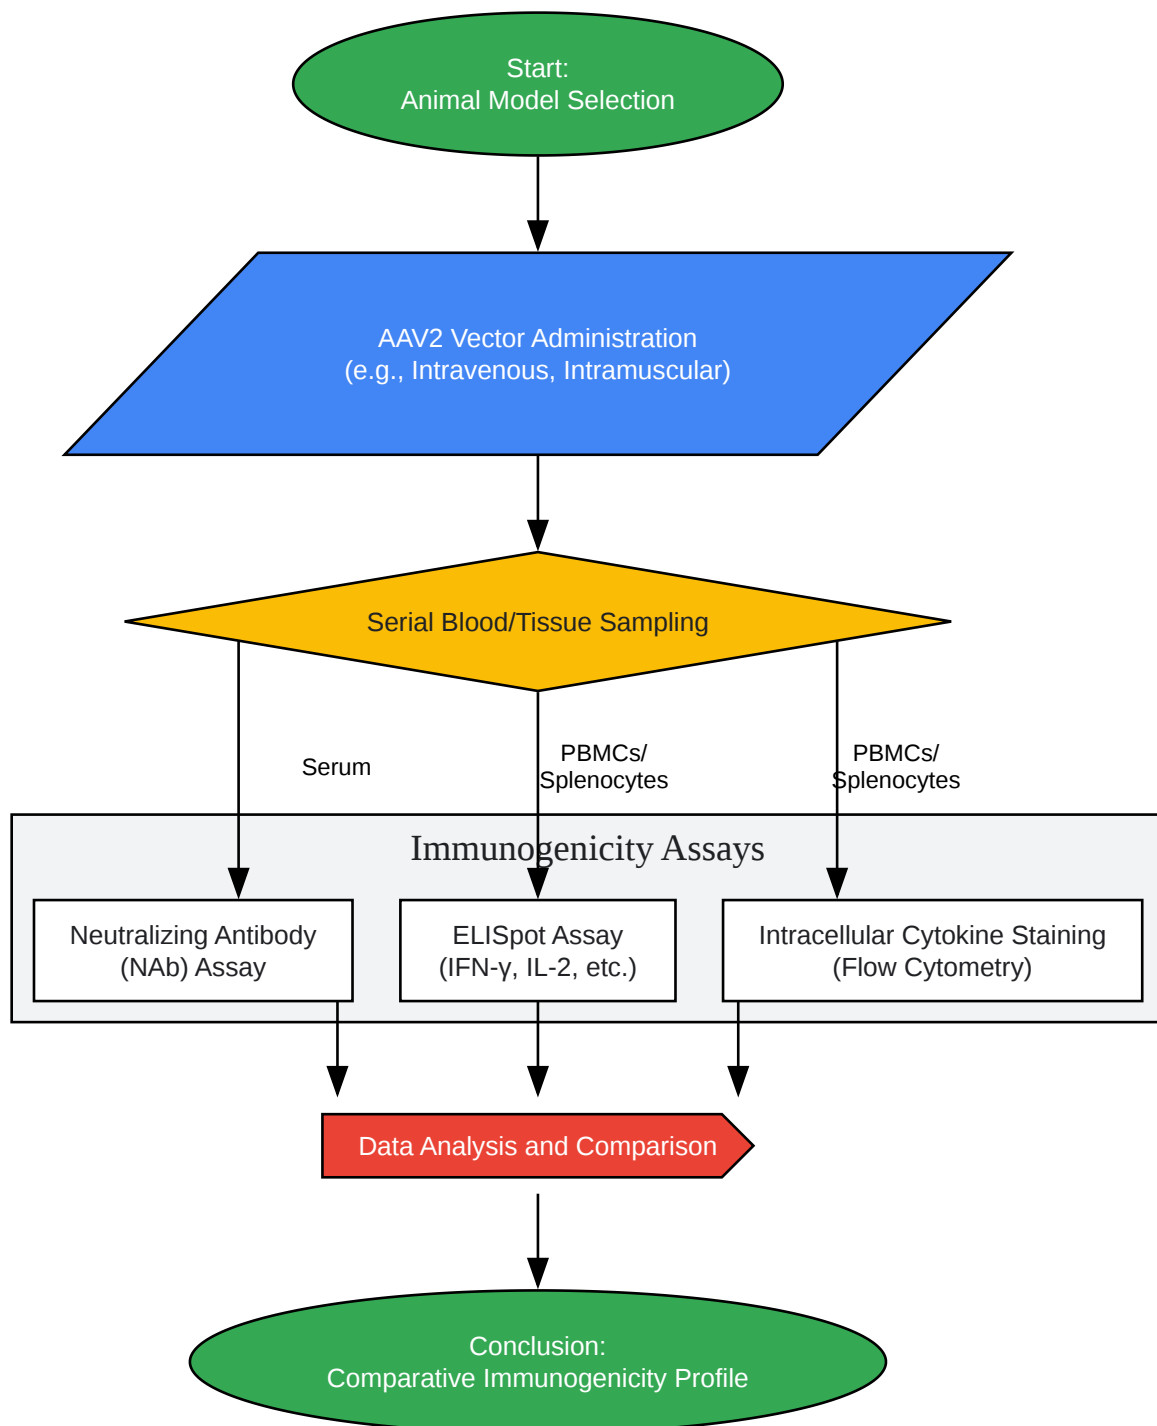 Start:
Animal Model Selection
AAV2 Vector Administration
(e.g., Intravenous, Intramuscular)
Serial Blood/Tissue Sampling
Serum
PBMCs/
Splenocytes
PBMCs/
Splenocytes
Immunogenicity Assays
Neutralizing Antibody
(NAb) Assay
ELISpot Assay
(IFN-γ, IL-2, etc.)
Intracellular Cytokine Staining
(Flow Cytometry)
Data Analysis and Comparison
Conclusion:
Comparative Immunogenicity Profile